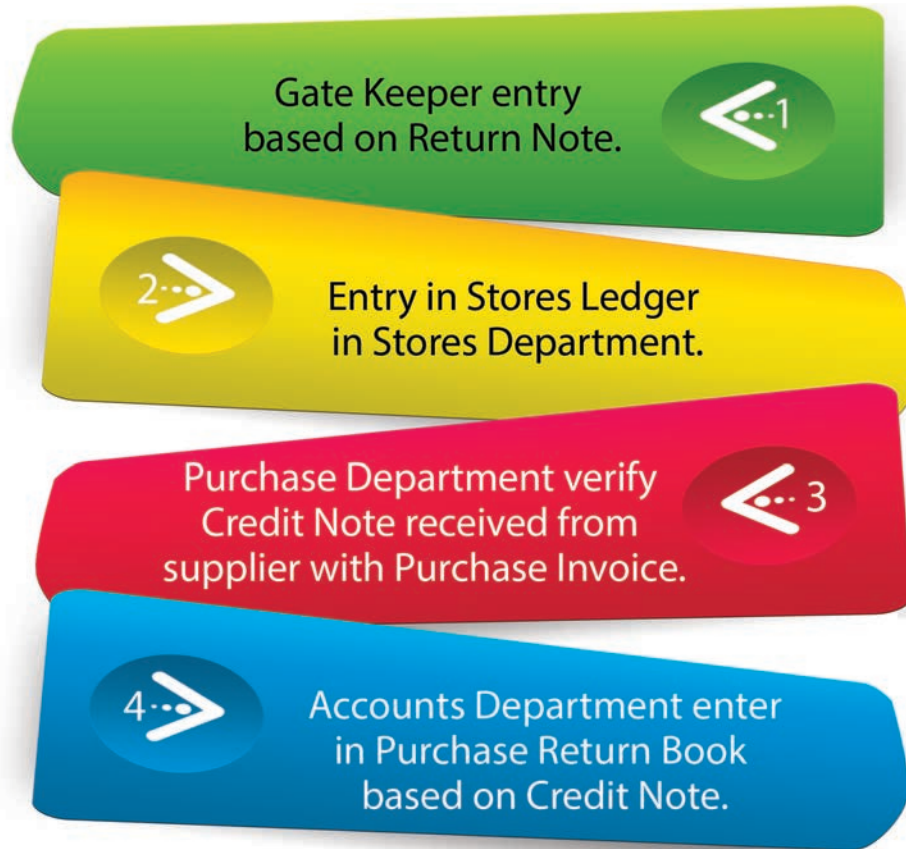 Gate Keeper entry
based on Return Note.
1
2
Entry in Stores Ledger
in Stores Department.
Purchase Department verify
Credit Note received from
supplier with Purchase Invoice.
3
4
Accounts Department enter
in Purchase Return Book
based on Credit Note.